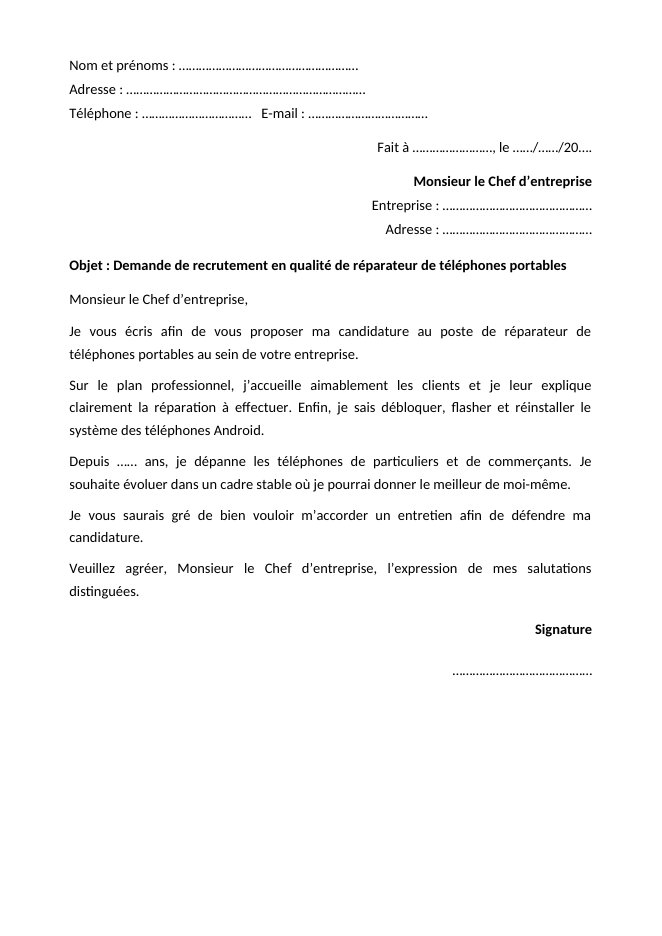 Nom et prénoms : ……………………………………………….
Adresse : ………………………………………………………………
Téléphone : …………………………… E-mail : ………………………………
Fait à ……………………, le ……/……/20….
Monsieur le Chef d’entreprise
Entreprise : ………………………………………
Adresse : ………………………………………
Objet : Demande de recrutement en qualité de réparateur de téléphones portables
Monsieur le Chef d’entreprise,
Je vous écris afin de vous proposer ma candidature au poste de réparateur de
téléphones portables au sein de votre entreprise.
Sur le plan professionnel, j’accueille aimablement les clients et je leur explique
clairement la réparation à effectuer. Enfin, je sais débloquer, flasher et réinstaller le
système des téléphones Android.
Depuis …… ans, je dépanne les téléphones de particuliers et de commerçants. Je
souhaite évoluer dans un cadre stable où je pourrai donner le meilleur de moi-même.
Je vous saurais gré de bien vouloir m’accorder un entretien afin de défendre ma
candidature.
Veuillez agréer, Monsieur le Chef d’entreprise, l’expression de mes salutations
distinguées.
Signature
……………………………………